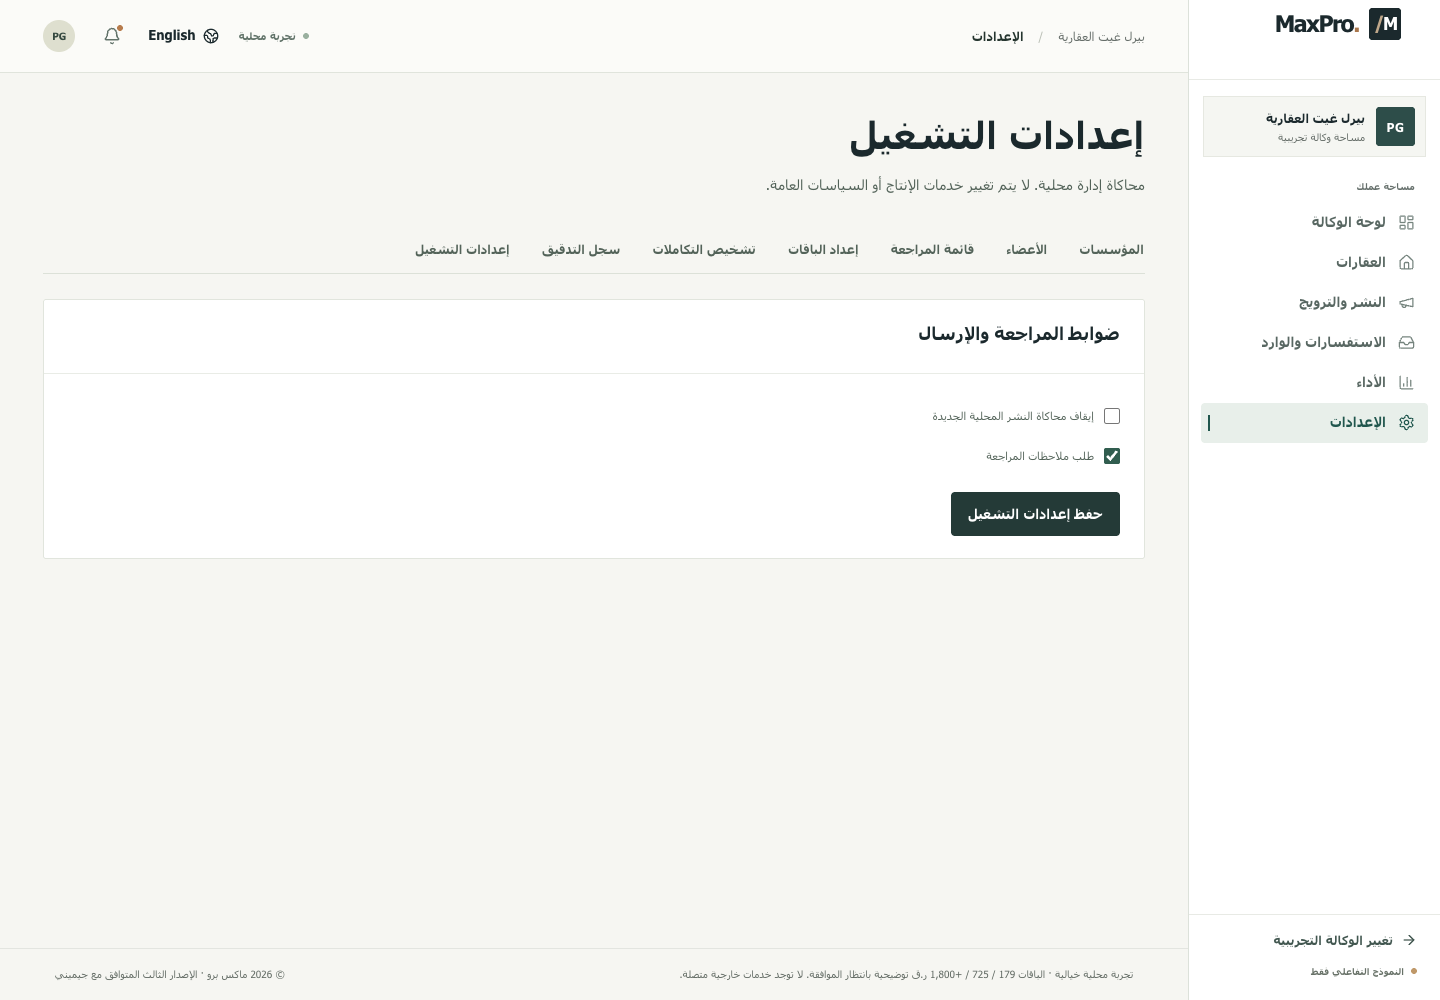 M/ MaxPro.
PG
بيرل غيت العقارية
مساحة وكالة تجريبية
مساحة عملك
لوحة الوكالة
العقارات
النشر والترويج
الاستفسارات والوارد
الأداء
الإعدادات
تغيير الوكالة التجريبية
النموذج التفاعلي فقط
بيرل غيت العقارية / الإعدادات
تجربة محلية
English
PG
إعدادات التشغيل
محاكاة إدارة محلية. لا يتم تغيير خدمات الإنتاج أو السياسات العامة.
المؤسسات الأعضاء قائمة المراجعة إعداد الباقات تشخيص التكاملات سجل التدقيق إعدادات التشغيل
ضوابط المراجعة والإرسال
إيقاف محاكاة النشر المحلية الجديدة
طلب ملاحظات المراجعة
حفظ إعدادات التشغيل
تجربة محلية خيالية · الباقات 179 / 725 / +1,800 ر.ق توضيحية بانتظار الموافقة. لا توجد خدمات خارجية متصلة.
© 2026 ماكس برو · الإصدار الثالث المتوافق مع جيميني